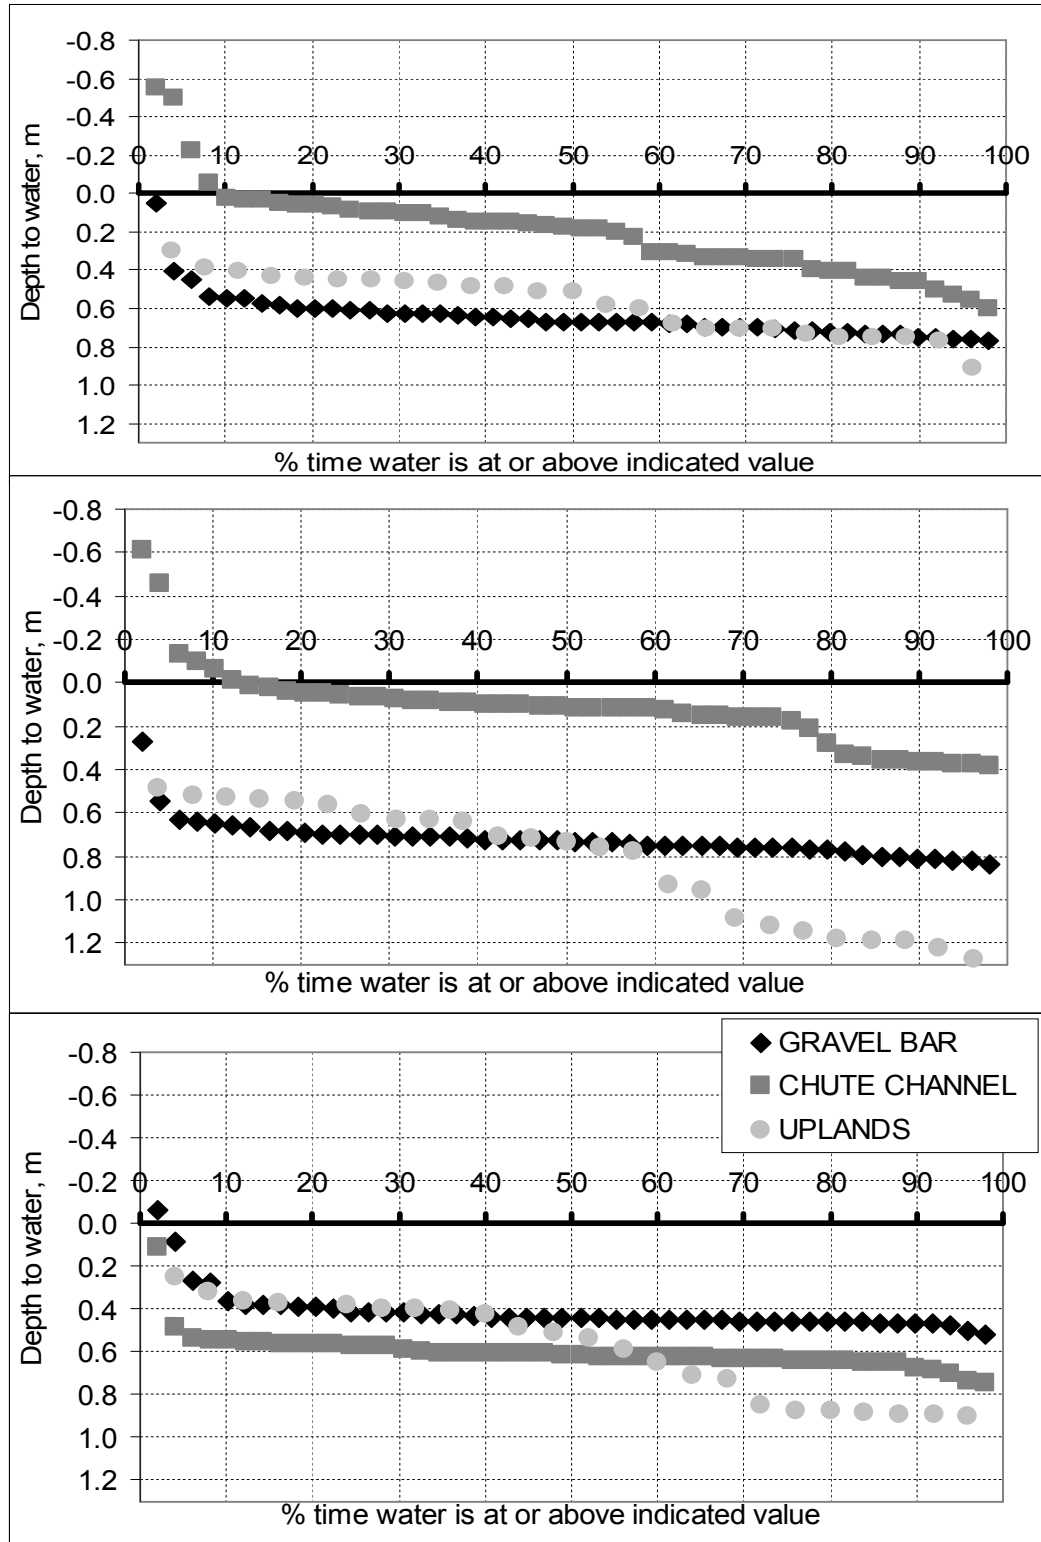 -0.8
-0.6
-0.4
-0.2
0 10 20 30 40 50 60 70 80 90 100
0.0
0.2
0.4
0.6
0.8
1.0
1.2
Depth to water, m
% time water is at or above indicated value
-0.8
-0.6
-0.4
-0.2
0 10 20 30 40 50 60 70 80 90 100
0.0
0.2
0.4
0.6
0.8
1.0
1.2
Depth to water, m
% time water is at or above indicated value
GRAVEL BAR
CHUTE CHANNEL
UPLANDS
-0.8
-0.6
-0.4
-0.2
0 10 20 30 40 50 60 70 80 90 100
0.0
0.2
0.4
0.6
0.8
1.0
1.2
Depth to water, m
% time water is at or above indicated value